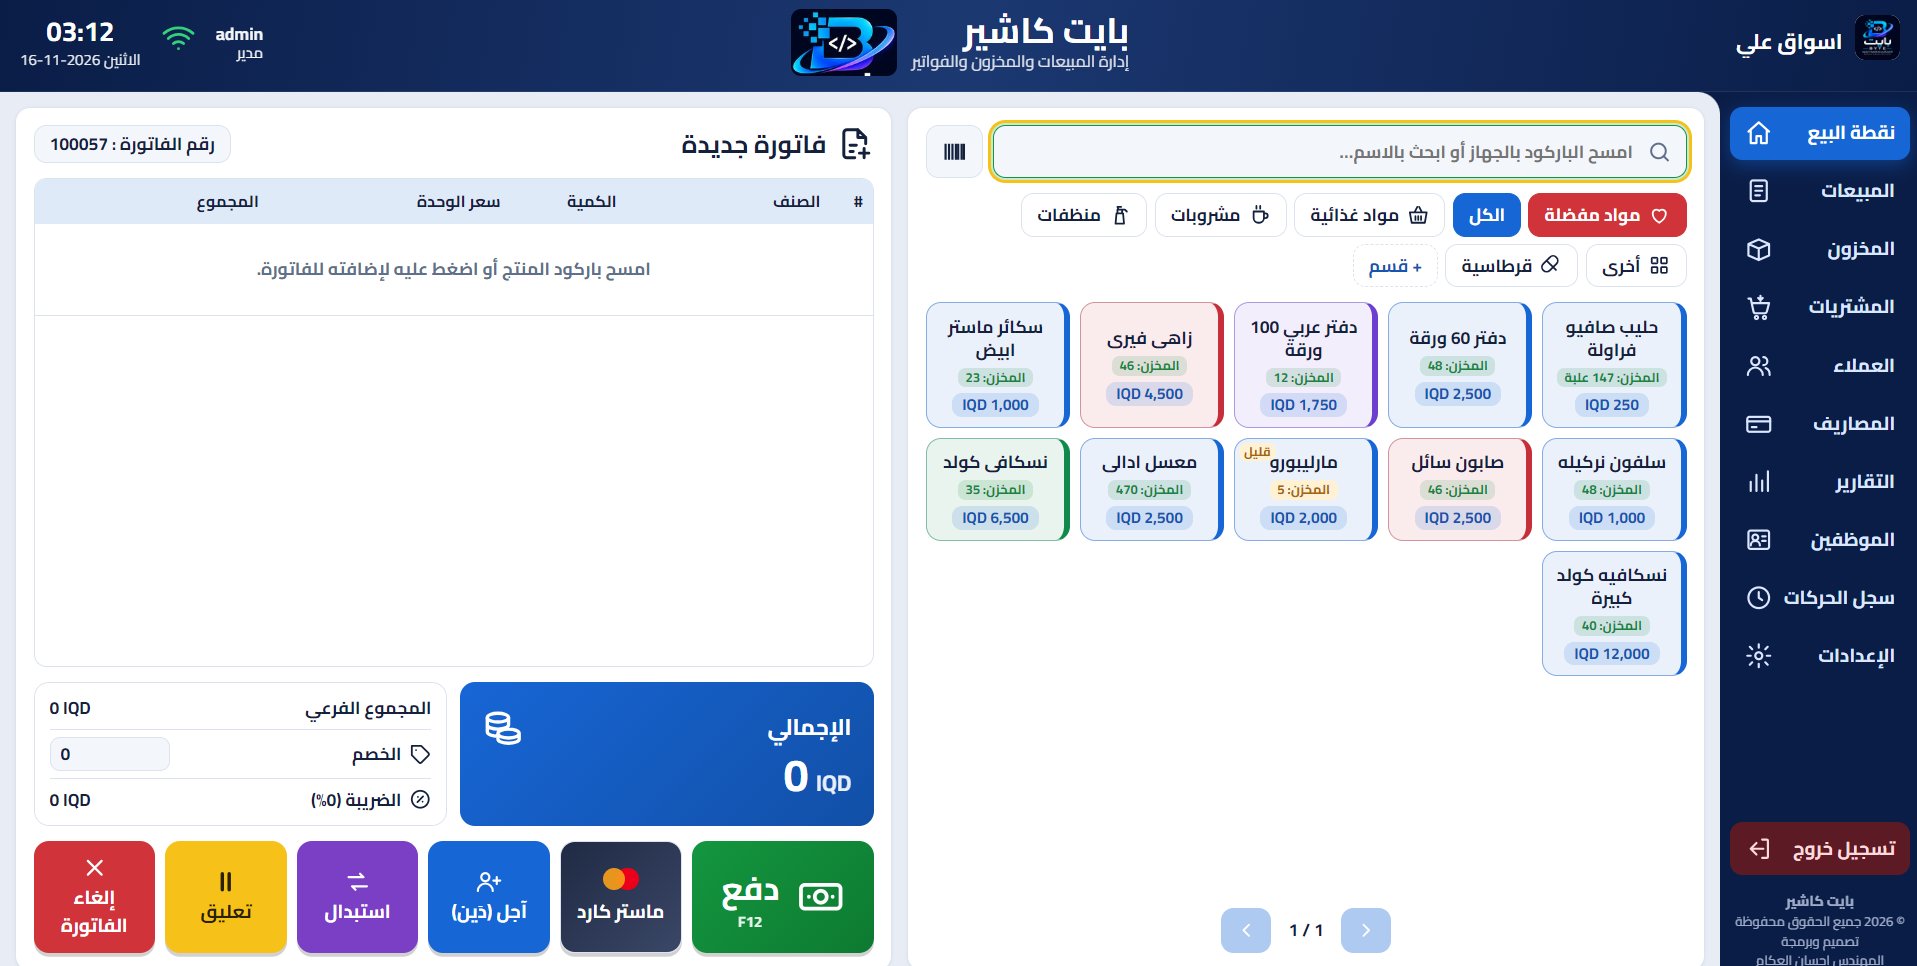 اسواق علي
بايت كاشير
إدارة المبيعات والمخزون والفواتير
admin
مدير
03:12
الاثنين 2026-11-16
نقطة البيع
المبيعات
المخزون
المشتريات
العملاء
المصاريف
التقارير
الموظفين
سجل الحركات
الإعدادات
تسجيل خروج
بايت كاشير
© 2026 جميع الحقوق محفوظة
تصميم وبرمجة
المهندس احسان العكام
امسح الباركود بالجهاز أو ابحث بالاسم...
مواد مفضلة
الكل
مواد غذائية
مشروبات
منظفات
أخرى
قرطاسية
+ قسم
حليب صافيو
فراولة
المخزن: 147 علبة
250 IQD
دفتر 60 ورقة
المخزن: 48
2,500 IQD
دفتر عربي 100
ورقة
المخزن: 12
1,750 IQD
زاهي فيري
المخزن: 46
4,500 IQD
سكائر ماستر
ابيض
المخزن: 23
1,000 IQD
سلفون نركيله
المخزن: 48
1,000 IQD
صابون سائل
المخزن: 46
2,500 IQD
قليل
مارليبورو
المخزن: 5
2,000 IQD
معسل ادالي
المخزن: 470
2,500 IQD
نسكافي كولد
المخزن: 35
6,500 IQD
نسكافيه كولد
كبيرة
المخزن: 40
12,000 IQD
1 / 1
فاتورة جديدة
رقم الفاتورة : 100057
# الصنف الكمية سعر الوحدة المجموع
امسح باركود المنتج أو اضغط عليه لإضافته للفاتورة.
الإجمالي
0 IQD
المجموع الفرعي 0 IQD
الخصم 0
الضريبة (0%) 0 IQD
دفع
F12
ماستر كارد
آجل (دَين)
استبدال
تعليق
إلغاء
الفاتورة